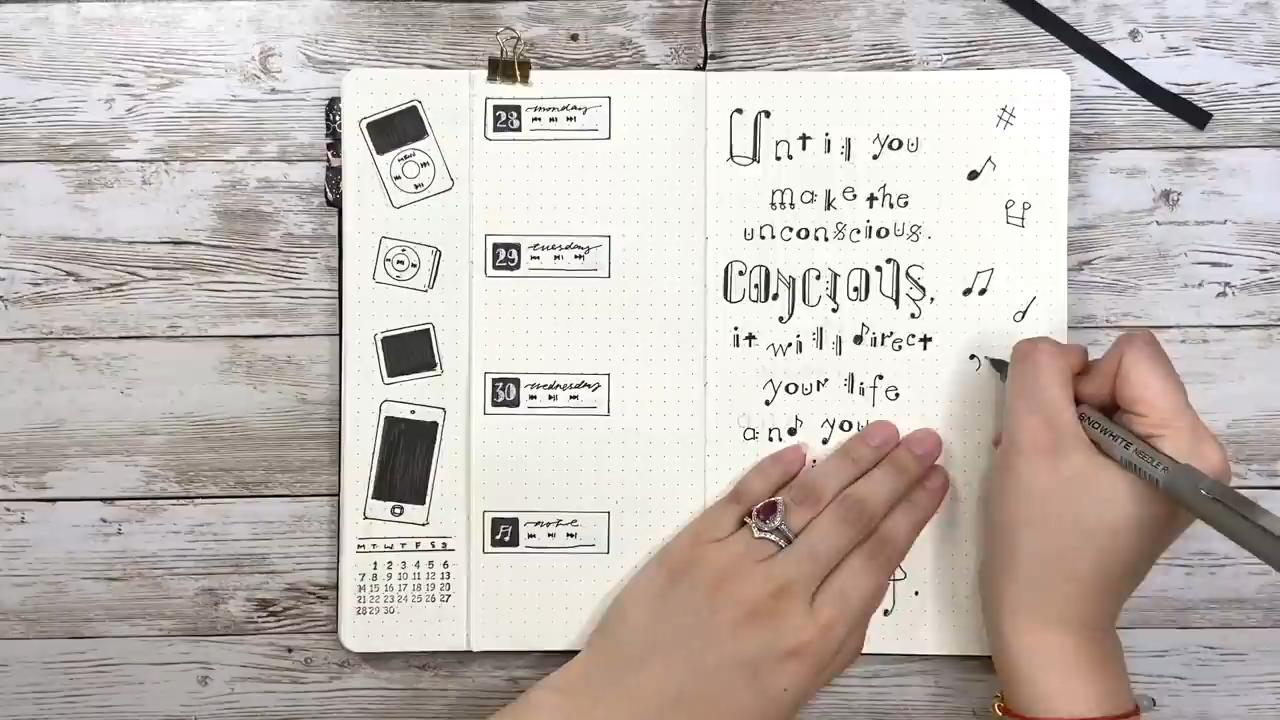 MENU
M T W T F S S
1 2 3 4 5 6
7 8 9 10 11 12 13
14 15 16 17 18 19 20
21 22 23 24 25 26 27
28 29 30
28 monday
29 tuesday
30 wednesday
more
Until you
make the
unconscious.
CONCIOUS,
it will direct
your life
and you
SNOWHITE NEEDLE R